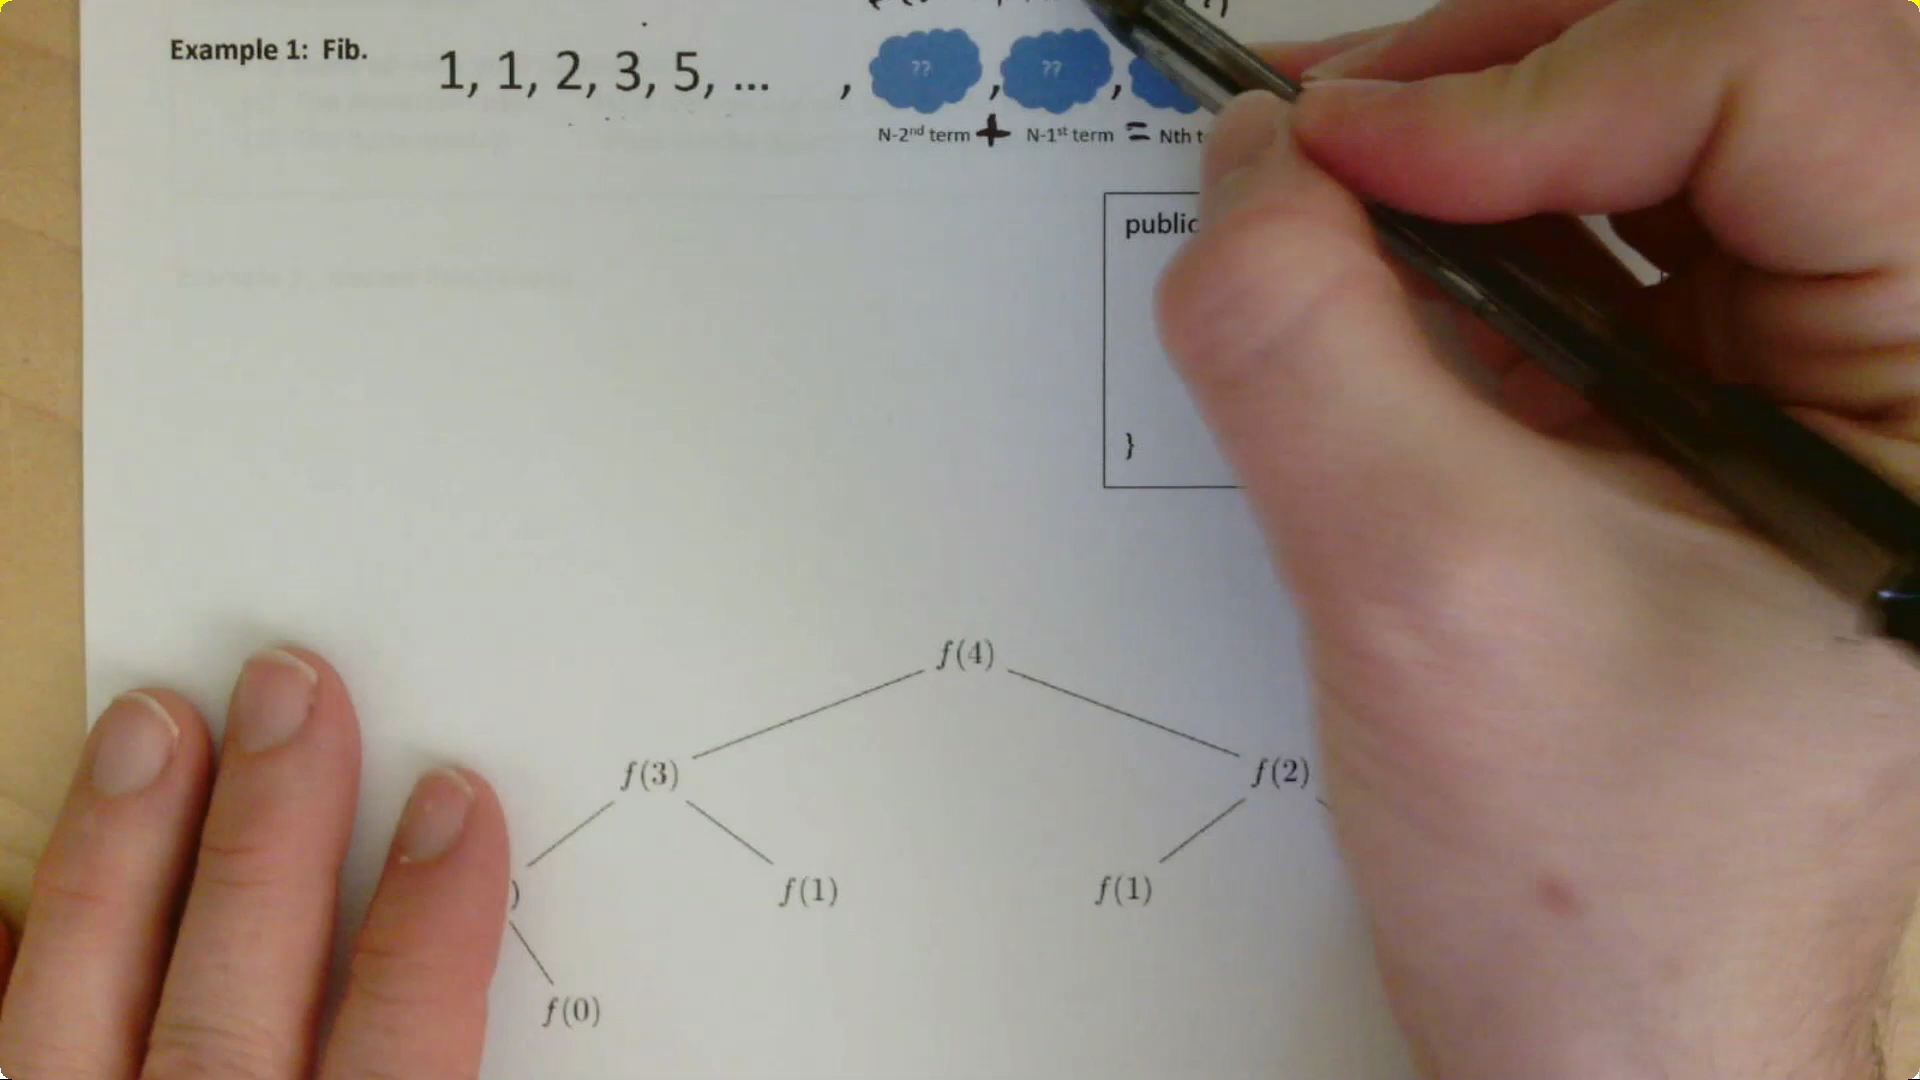 Example 1: Fib. 1, 1, 2, 3, 5, ... , ?? , ?? ,
N-2nd term + N-1st term = Nth
public
}
f(4)
f(3) f(2)
) f(1) f(1)
f(0)